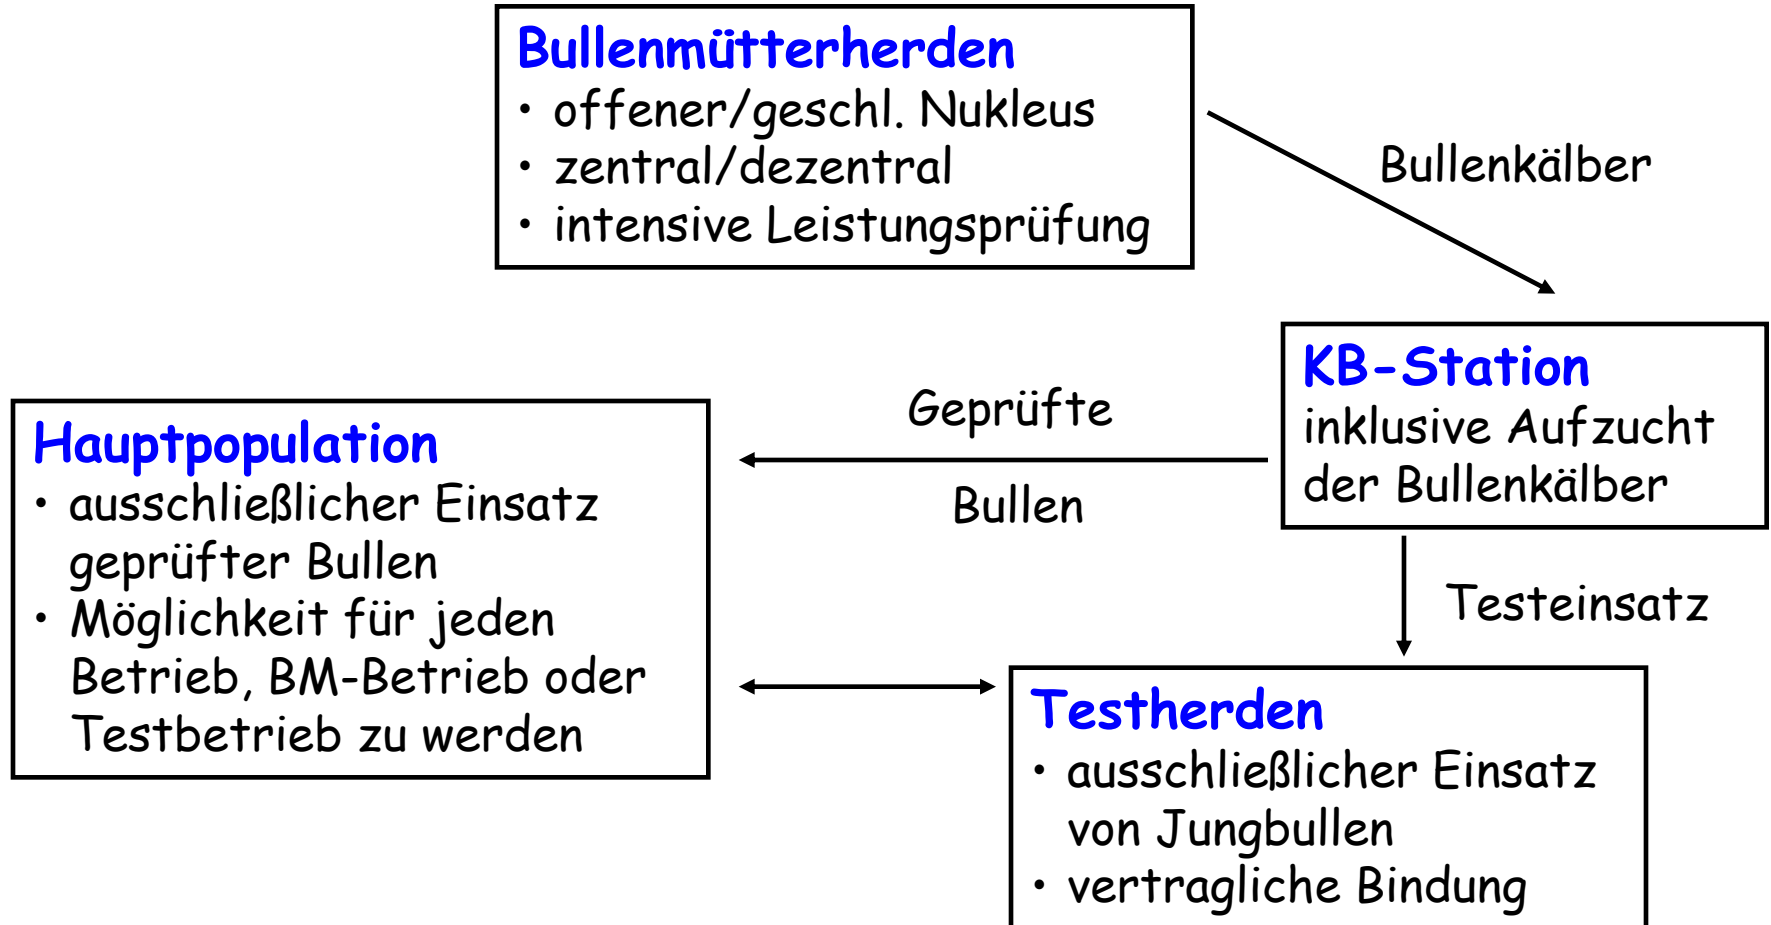 Bullenmütterherden
• offener/geschl. Nukleus
• zentral/dezentral
• intensive Leistungsprüfung
Bullenkälber
KB-Station
inklusive Aufzucht
der Bullenkälber
Geprüfte
Bullen
Hauptpopulation
• ausschließlicher Einsatz
geprüfter Bullen
• Möglichkeit für jeden
Betrieb, BM-Betrieb oder
Testbetrieb zu werden
Testeinsatz
Testherden
• ausschließlicher Einsatz
von Jungbullen
• vertragliche Bindung